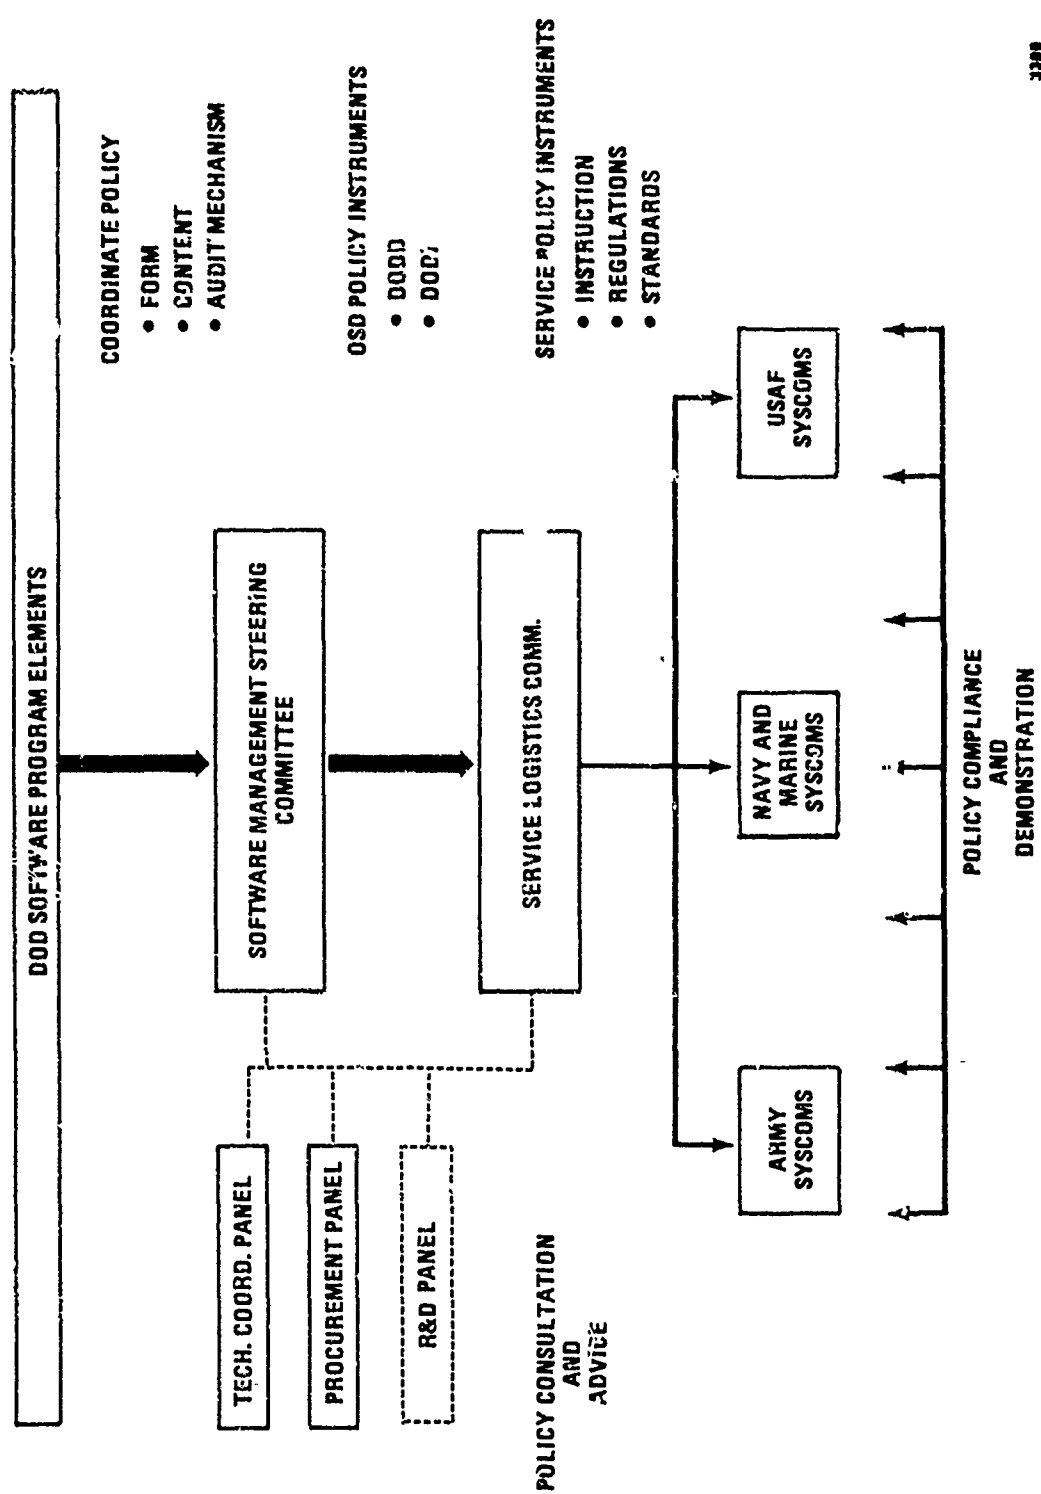 DOD SOFTWARE PROGRAM ELEMENTS
COORDINATE POLICY
• FORM
• CONTENT
• AUDIT MECHANISM
SOFTWARE MANAGEMENT STEERING
COMMITTEE
TECH. COORD. PANEL
PROCUREMENT PANEL
R&D PANEL
OSD POLICY INSTRUMENTS
• DODD
• DODI
SERVICE LOGISTICS COMM.
SERVICE POLICY INSTRUMENTS
• INSTRUCTION
• REGULATIONS
• STANDARDS
POLICY CONSULTATION
AND
ADVICE
ARMY
SYSCOMS
NAVY AND
MARINE
SYSCOMS
USAF
SYSCOMS
POLICY COMPLIANCE
AND
DEMONSTRATION